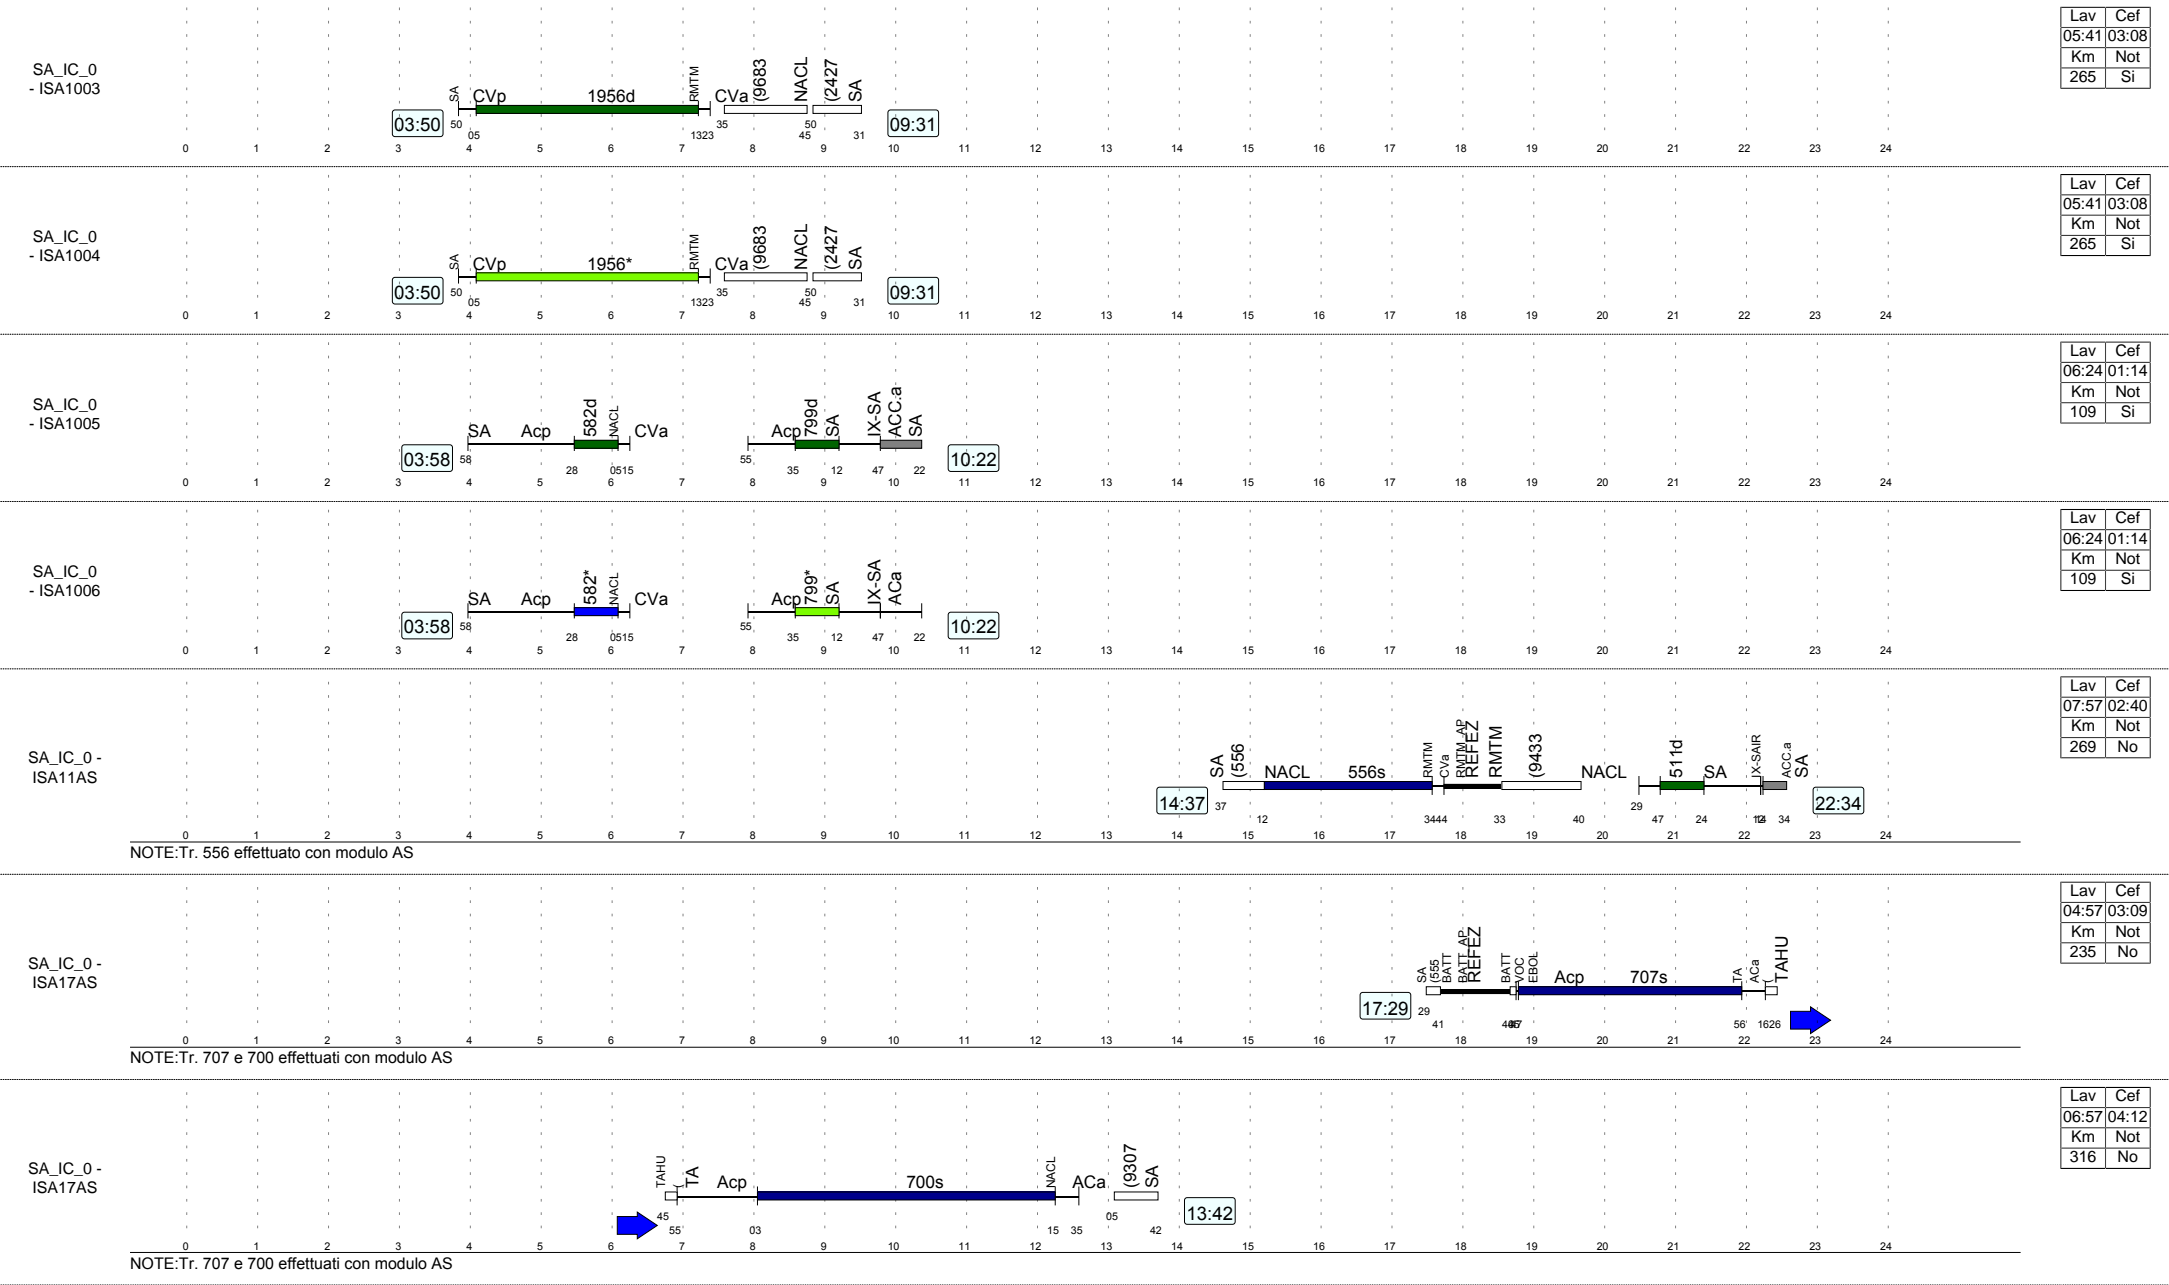 Lav Cef
05:41 03:08
Km Not
265 Si
SA_IC_0
- ISA1003
SA CVp 1956d RMTM CVa (9683 NACL (2427 SA
03:50 50 05 1323 35 45 50 31 09:31
0 1 2 3 4 5 6 7 8 9 10 11 12 13 14 15 16 17 18 19 20 21 22 23 24
Lav Cef
05:41 03:08
Km Not
265 Si
SA_IC_0
- ISA1004
SA CVp 1956* RMTM CVa (9683 NACL (2427 SA
03:50 50 05 1323 35 45 50 31 09:31
0 1 2 3 4 5 6 7 8 9 10 11 12 13 14 15 16 17 18 19 20 21 22 23 24
Lav Cef
06:24 01:14
Km Not
109 Si
SA_IC_0
- ISA1005
SA Acp 582d NACL CVa Acp 799d SA IX-SA ACC.a SA
03:58 58 28 0515 55 35 12 47 22 10:22
0 1 2 3 4 5 6 7 8 9 10 11 12 13 14 15 16 17 18 19 20 21 22 23 24
Lav Cef
06:24 01:14
Km Not
109 Si
SA_IC_0
- ISA1006
SA Acp 582* NACL CVa Acp 799* SA IX-SA ACa
03:58 58 28 0515 55 35 12 47 22 10:22
0 1 2 3 4 5 6 7 8 9 10 11 12 13 14 15 16 17 18 19 20 21 22 23 24
Lav Cef
07:57 02:40
Km Not
269 No
SA_IC_0 -
ISA11AS
SA (556 NACL 556s RMTM CVa RMTM_AP REFEZ RMTM (9433 NACL 511d SA IX-SAIR ACC.a SA
14:37 37 12 3444 33 40 29 47 24 34 22:34
0 1 2 3 4 5 6 7 8 9 10 11 12 13 14 15 16 17 18 19 20 21 22 23 24
NOTE:Tr. 556 effettuato con modulo AS
Lav Cef
04:57 03:09
Km Not
235 No
SA_IC_0 -
ISA17AS
SA (555 BATT BATT_AP REFEZ BATT VOC EBOL Acp 707s TA ACa ( TAHU
17:29 29 41 56 1626
0 1 2 3 4 5 6 7 8 9 10 11 12 13 14 15 16 17 18 19 20 21 22 23 24
NOTE:Tr. 707 e 700 effettuati con modulo AS
Lav Cef
06:57 04:12
Km Not
316 No
SA_IC_0 -
ISA17AS
TAHU ( TA Acp 700s NACL ACa (9307 SA
45 55 03 15 35 05 42 13:42
0 1 2 3 4 5 6 7 8 9 10 11 12 13 14 15 16 17 18 19 20 21 22 23 24
NOTE:Tr. 707 e 700 effettuati con modulo AS